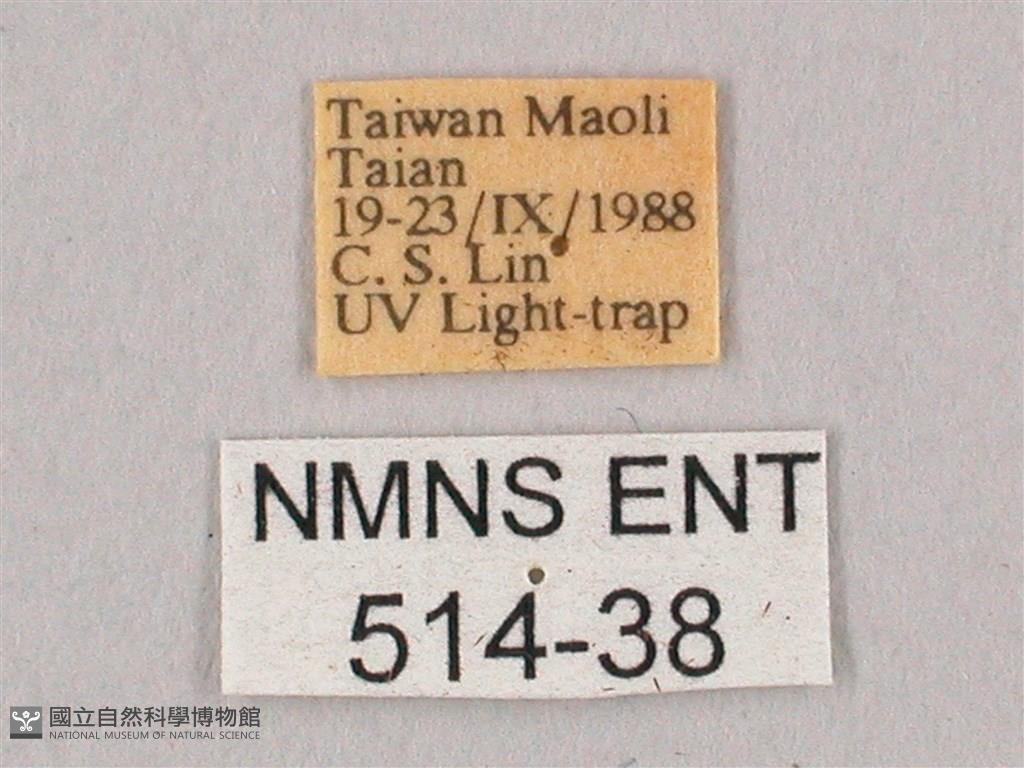 Taiwan Maoli
Taian
19-23/IX/1988
C. S. Lin
UV Light-trap
NMNS ENT
514-38
國立自然科學博物館
NATIONAL MUSEUM OF NATURAL SCIENCE